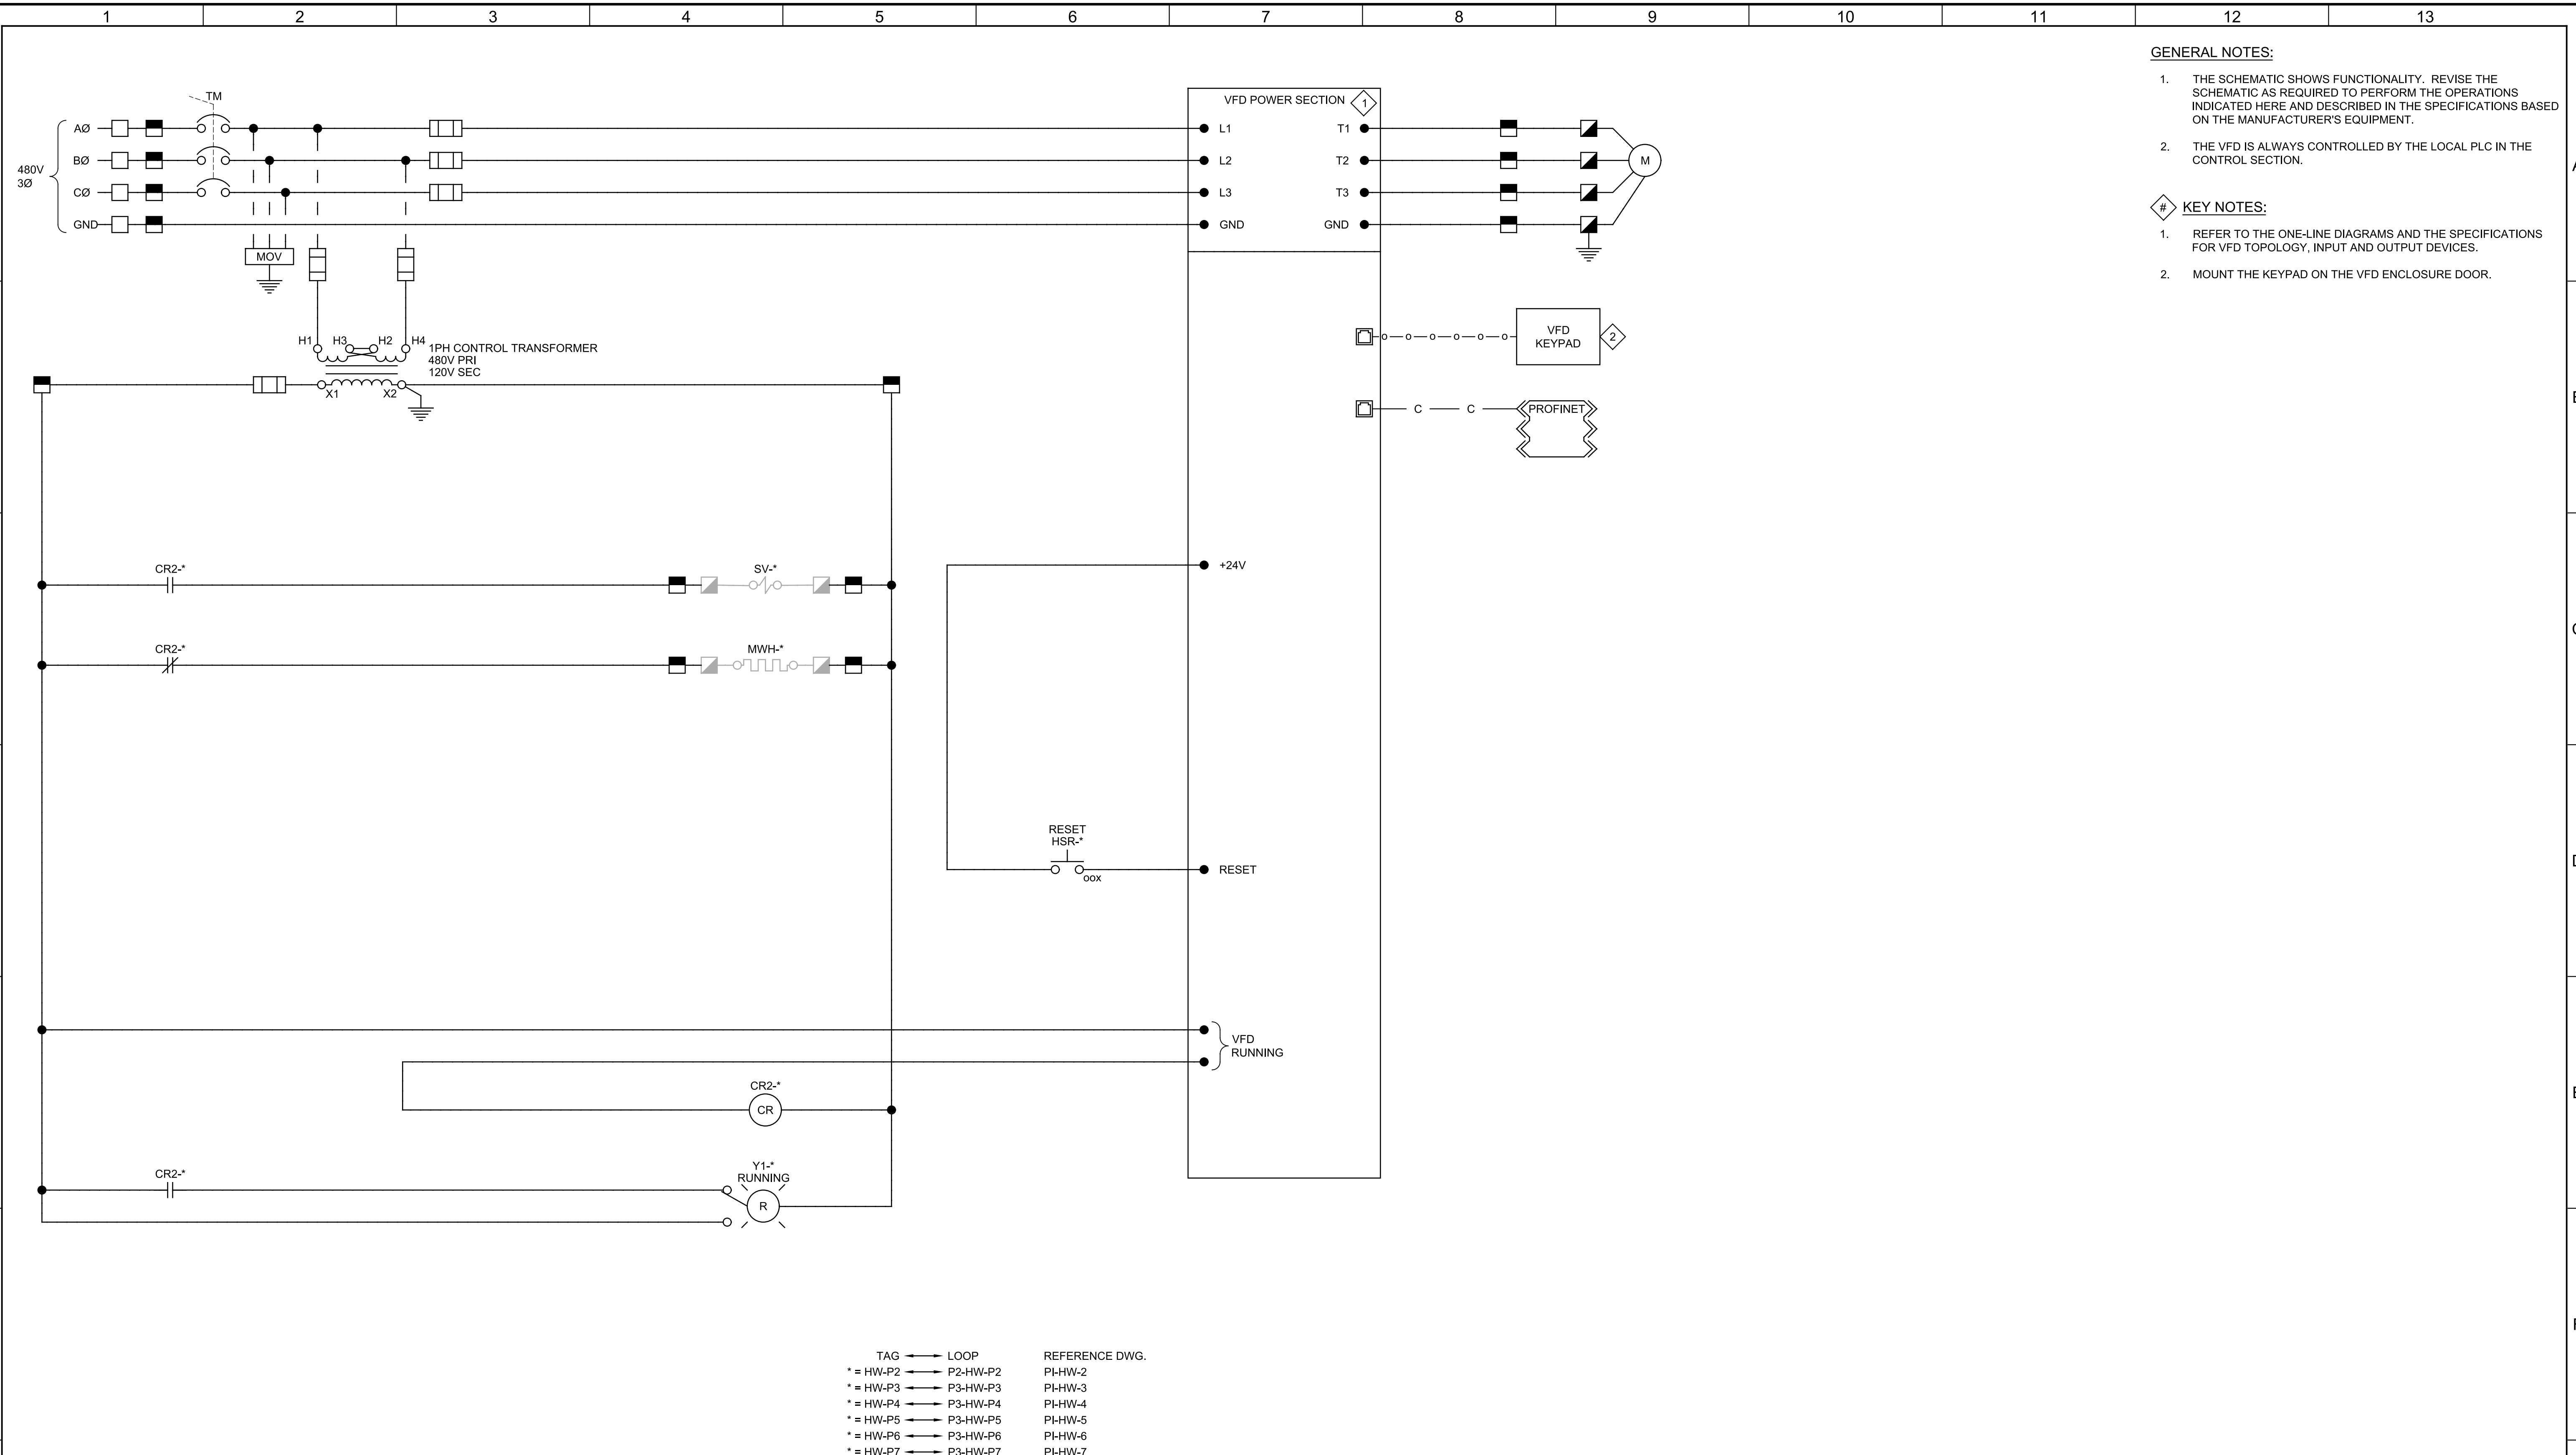 1 2 3 4 5 6 7 8 9 10 11 12 13
GENERAL NOTES:
1. THE SCHEMATIC SHOWS FUNCTIONALITY. REVISE THE
SCHEMATIC AS REQUIRED TO PERFORM THE OPERATIONS
INDICATED HERE AND DESCRIBED IN THE SPECIFICATIONS BASED
ON THE MANUFACTURER'S EQUIPMENT.
2. THE VFD IS ALWAYS CONTROLLED BY THE LOCAL PLC IN THE
CONTROL SECTION.
# KEY NOTES:
1. REFER TO THE ONE-LINE DIAGRAMS AND THE SPECIFICATIONS
FOR VFD TOPOLOGY, INPUT AND OUTPUT DEVICES.
2. MOUNT THE KEYPAD ON THE VFD ENCLOSURE DOOR.
TM
480V
3Ø
AØ
BØ
CØ
GND
MOV
VFD POWER SECTION 1
L1 T1
L2 T2
L3 T3
GND GND
M
H1 H3 H2 H4
1PH CONTROL TRANSFORMER
480V PRI
120V SEC
X1 X2
VFD
KEYPAD
2
C C
PROFINET
CR2-*
SV-*
+24V
CR2-*
MWH-*
RESET
HSR-*
oox
RESET
VFD
RUNNING
CR2-*
CR
CR2-*
Y1-*
RUNNING
R
TAG LOOP REFERENCE DWG.
* = HW-P2 P2-HW-P2 PI-HW-2
* = HW-P3 P3-HW-P3 PI-HW-3
* = HW-P4 P3-HW-P4 PI-HW-4
* = HW-P5 P3-HW-P5 PI-HW-5
* = HW-P6 P3-HW-P6 PI-HW-6
* = HW-P7 P3-HW-P7 PI-HW-7